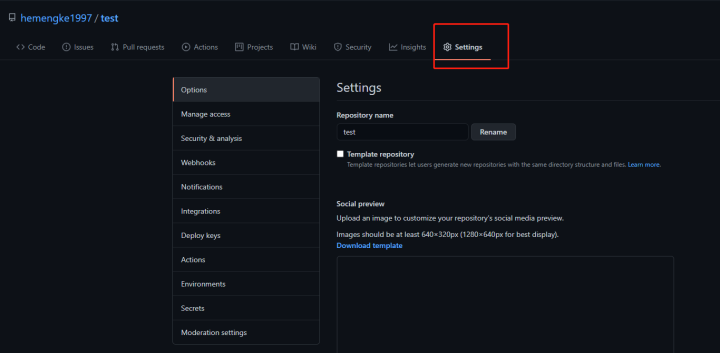 hemengke1997 / test
Code Issues Pull requests Actions Projects Wiki Security Insights Settings
Options
Manage access
Security & analysis
Webhooks
Notifications
Integrations
Deploy keys
Actions
Environments
Secrets
Moderation settings
Settings
Repository name
test Rename
Template repository
Template repositories let users generate new repositories with the same directory structure and files. Learn more.
Social preview
Upload an image to customize your repository's social media preview.
Images should be at least 640×320px (1280×640px for best display).
Download template